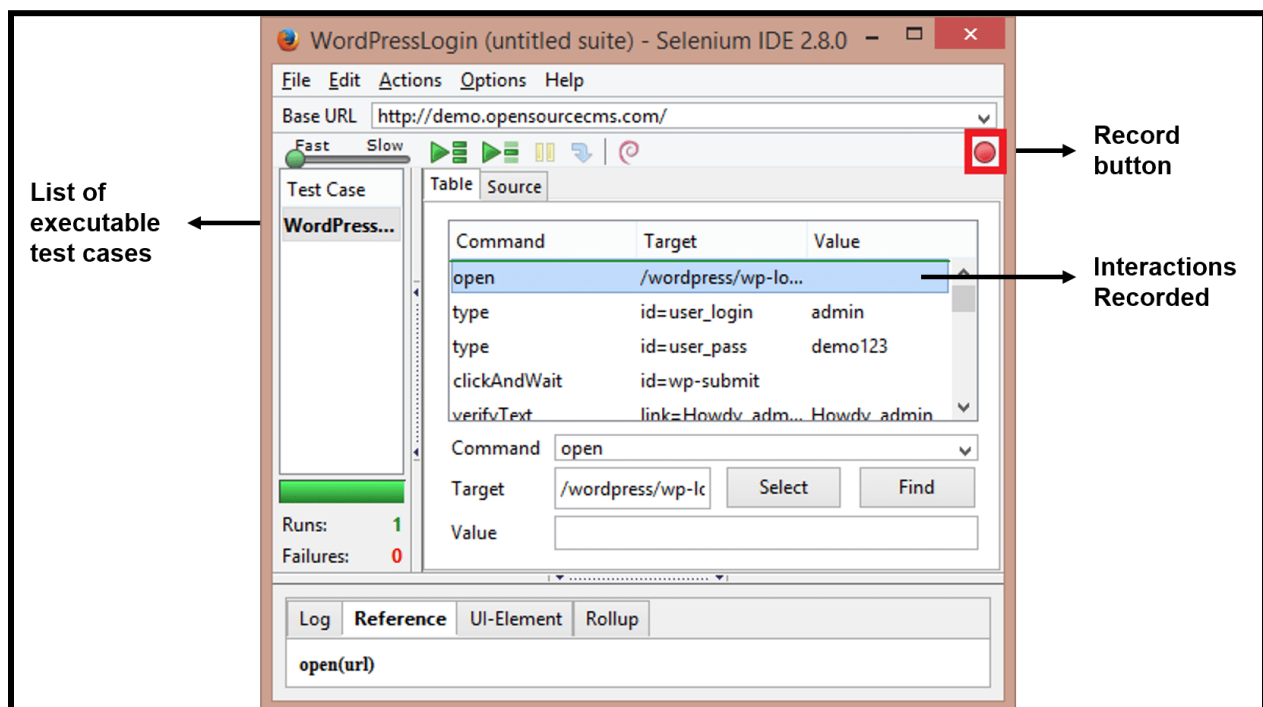 WordPressLogin (untitled suite) - Selenium IDE 2.8.0
File Edit Actions Options Help
Base URL http://demo.opensourcecms.com/
Fast Slow
Record
button
List of
executable
test cases
Test Case
WordPress...
Table Source
Command Target Value
open /wordpress/wp-lo...
Interactions
Recorded
type id=user_login admin
type id=user_pass demo123
clickAndWait id=wp-submit
verifyText link=Howdy, adm... Howdy, admin
Command open
Target /wordpress/wp-lo Select Find
Value
Runs: 1
Failures: 0
Log Reference UI-Element Rollup
open(url)